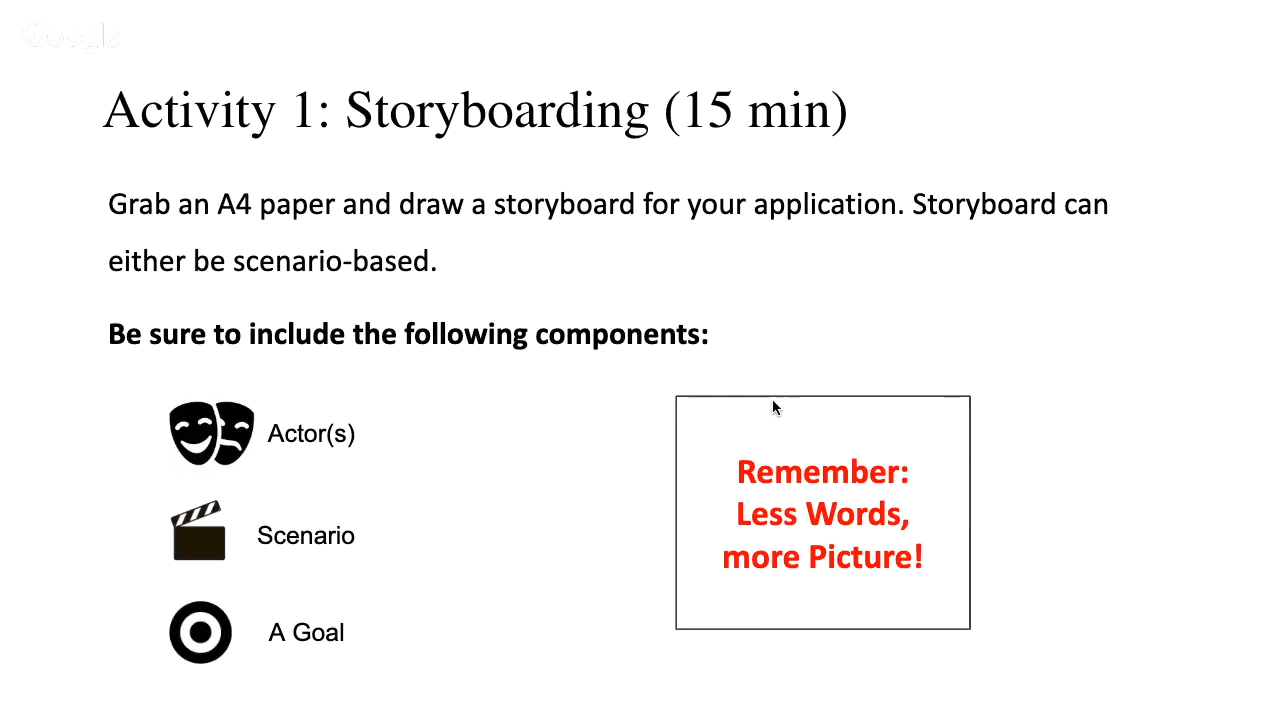 Google
Activity 1: Storyboarding (15 min)
Grab an A4 paper and draw a storyboard for your application. Storyboard can
either be scenario-based.
Be sure to include the following components:
Actor(s)
Scenario
A Goal
Remember:
Less Words,
more Picture!